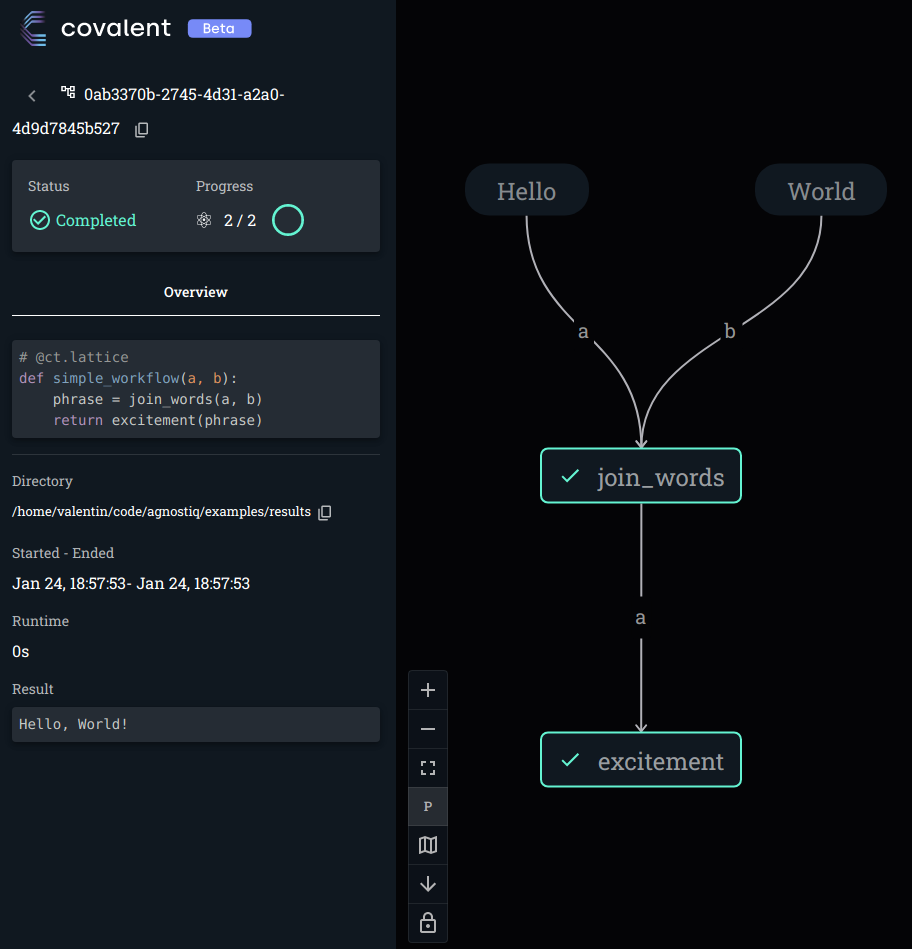 covalent Beta
0ab3370b-2745-4d31-a2a0-
4d9d7845b527
Status Progress
Completed 2 / 2
Overview
# @ct.lattice
def simple_workflow(a, b):
    phrase = join_words(a, b)
    return excitement(phrase)
Directory
/home/valentin/code/agnostiq/examples/results
Started - Ended
Jan 24, 18:57:53- Jan 24, 18:57:53
Runtime
0s
Result
Hello, World!
Hello World
a b
join_words
a
excitement
P